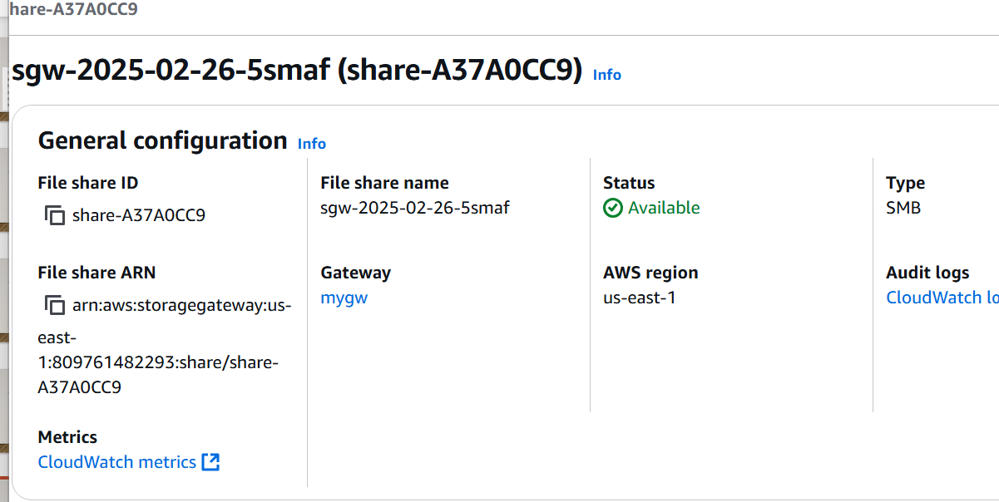 hare-A37A0CC9
sgw-2025-02-26-5smaf (share-A37A0CC9) Info
General configuration Info
File share ID
share-A37A0CC9
File share ARN
arn:aws:storagegateway:us-
east-
1:809761482293:share/share-
A37A0CC9
Metrics
CloudWatch metrics
File share name
sgw-2025-02-26-5smaf
Gateway
mygw
Status
Available
AWS region
us-east-1
Type
SMB
Audit logs
CloudWatch lo